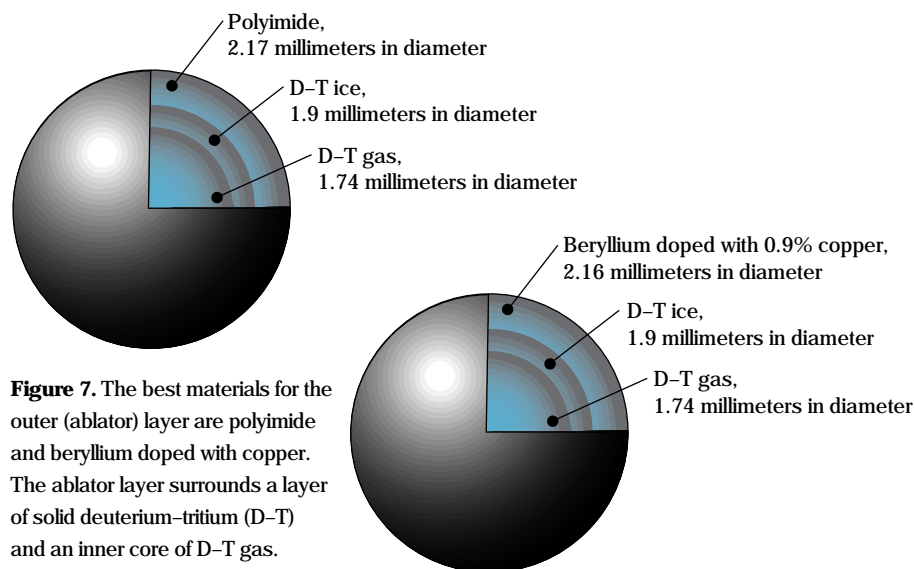 Polyimide,
2.17 millimeters in diameter
D–T ice,
1.9 millimeters in diameter
D–T gas,
1.74 millimeters in diameter
Beryllium doped with 0.9% copper,
2.16 millimeters in diameter
D–T ice,
1.9 millimeters in diameter
D–T gas,
1.74 millimeters in diameter
Figure 7. The best materials for the
outer (ablator) layer are polyimide
and beryllium doped with copper.
The ablator layer surrounds a layer
of solid deuterium–tritium (D–T)
and an inner core of D–T gas.